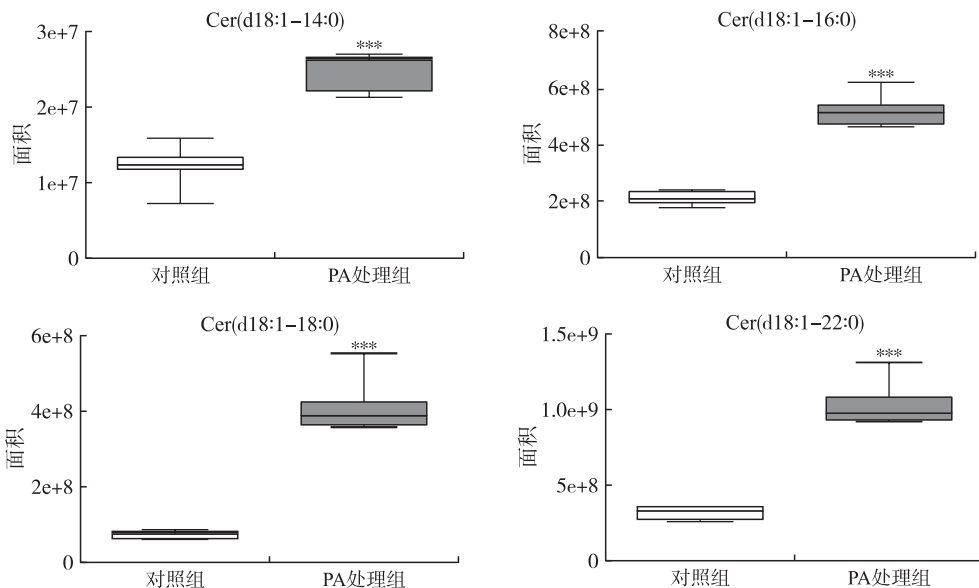 Cer(d18:1–14:0)
3e+7
2e+7
1e+7
0
面积
***
对照组
PA处理组
Cer(d18:1–16:0)
8e+8
6e+8
4e+8
2e+8
0
面积
***
对照组
PA处理组
Cer(d18:1–18:0)
6e+8
4e+8
2e+8
0
面积
***
对照组
PA处理组
Cer(d18:1–22:0)
1.5e+9
1.0e+9
5e+8
0
面积
***
对照组
PA处理组